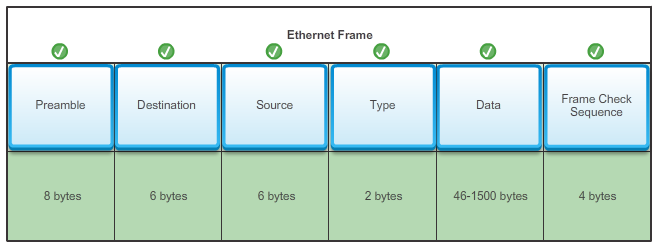 Ethernet Frame
Preamble
Destination
Source
Type
Data
Frame Check
Sequence
8 bytes
6 bytes
6 bytes
2 bytes
46-1500 bytes
4 bytes